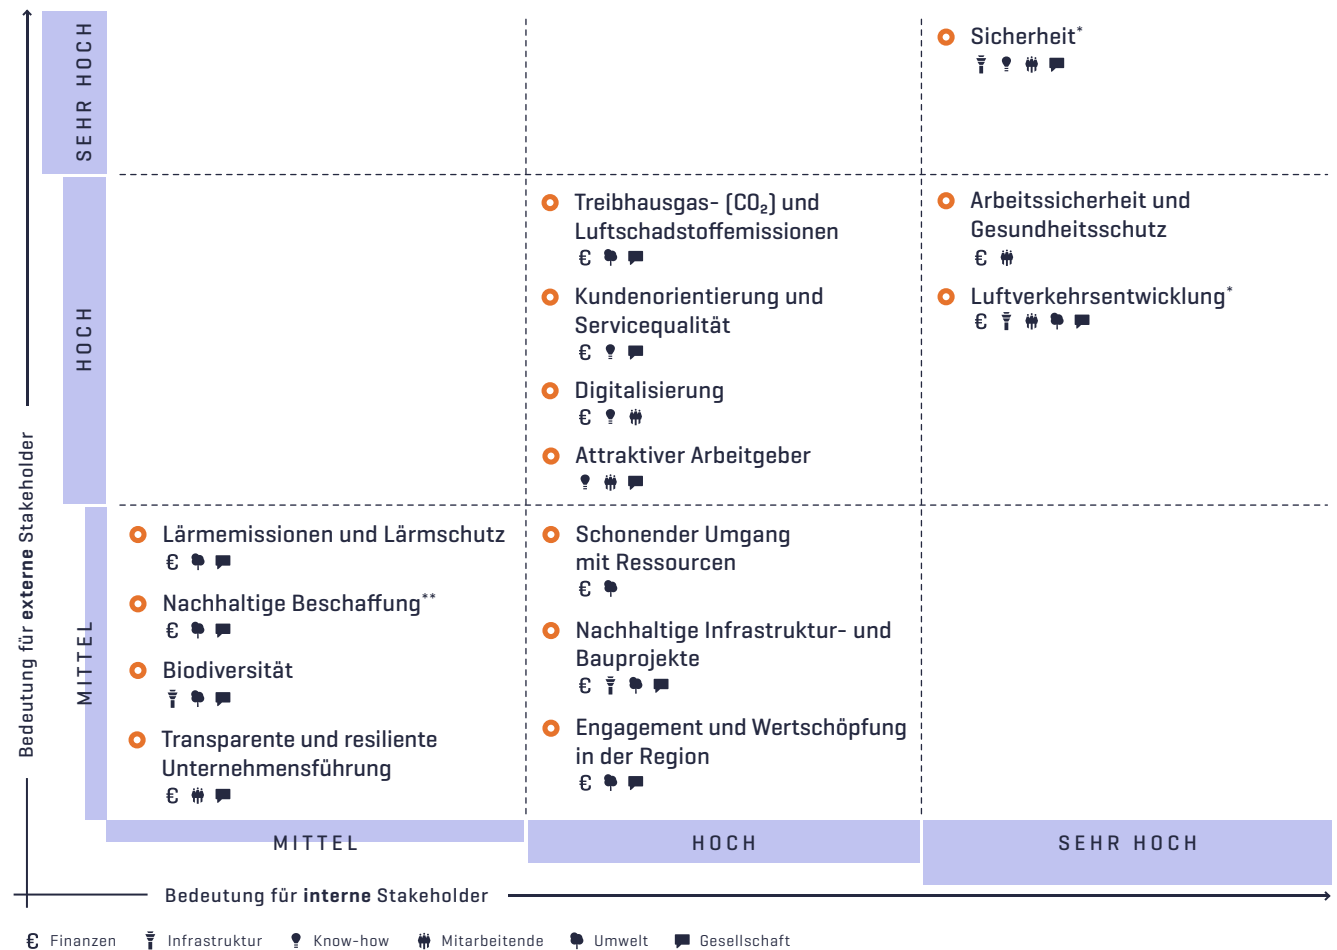 SEHR HOCH
HOCH
MITTEL
Bedeutung für externe Stakeholder
Sicherheit*
Treibhausgas- (CO₂) und
Luftschadstoffemissionen
€
Kundenorientierung und
Servicequalität
€
Digitalisierung
€
Attraktiver Arbeitgeber
Arbeitssicherheit und
Gesundheitsschutz
€
Luftverkehrsentwicklung*
€
Lärmemissionen und Lärmschutz
€
Nachhaltige Beschaffung**
€
Biodiversität
Transparente und resiliente
Unternehmensführung
€
Schonender Umgang
mit Ressourcen
€
Nachhaltige Infrastruktur- und
Bauprojekte
€
Engagement und Wertschöpfung
in der Region
€
MITTEL
HOCH
SEHR HOCH
Bedeutung für interne Stakeholder
€ Finanzen Infrastruktur Know-how Mitarbeitende Umwelt Gesellschaft